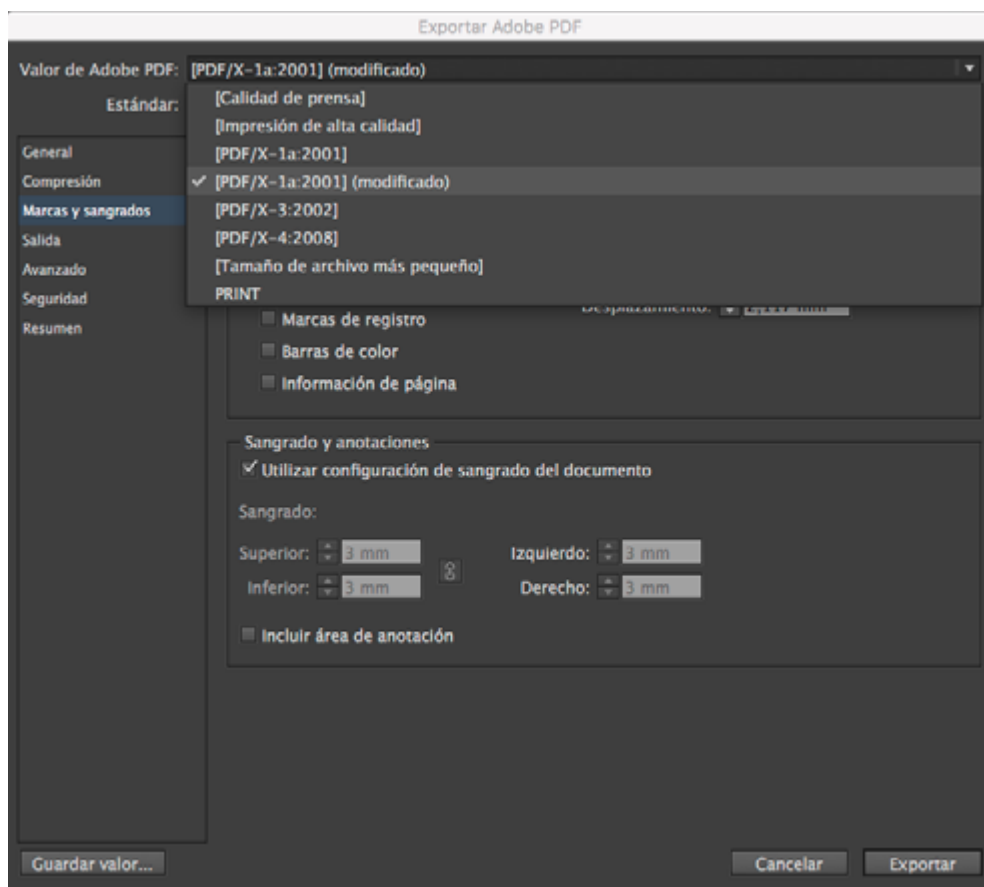 Exportar Adobe PDF
Valor de Adobe PDF: [PDF/X-1a:2001] (modificado)
Estándar:
[Calidad de prensa]
[Impresión de alta calidad]
[PDF/X-1a:2001]
[PDF/X-1a:2001] (modificado)
[PDF/X-3:2002]
[PDF/X-4:2008]
[Tamaño de archivo más pequeño]
PRINT
General
Compresión
Marcas y sangrados
Salida
Avanzado
Seguridad
Resumen
Desplazamiento:
Marcas de registro
Barras de color
Información de página
Sangrado y anotaciones
Utilizar configuración de sangrado del documento
Sangrado:
Superior: 3 mm Izquierdo: 3 mm
Inferior: 3 mm Derecho: 3 mm
Incluir área de anotación
Guardar valor... Cancelar Exportar